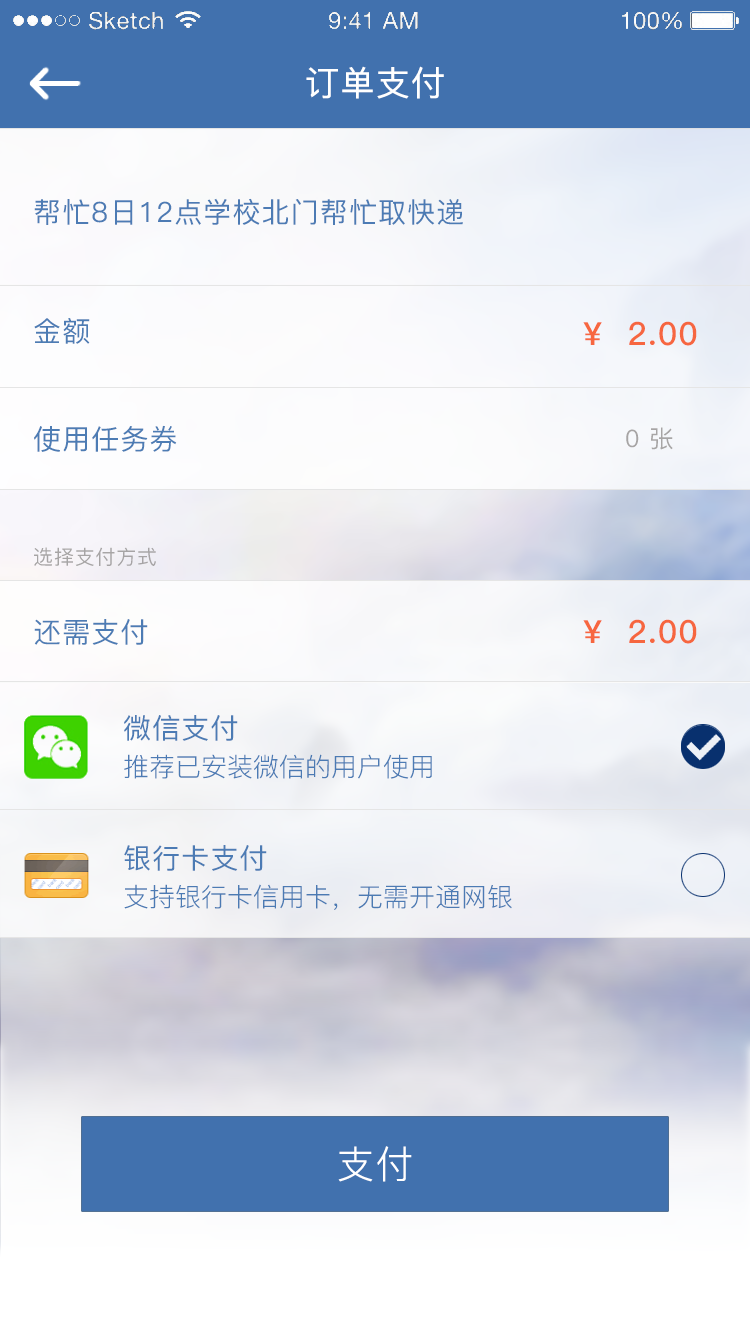 Sketch 9:41 AM 100%
订单支付
帮忙8日12点学校北门帮忙取快递
金额 ¥ 2.00
使用任务券 0 张
选择支付方式
还需支付 ¥ 2.00
微信支付
推荐已安装微信的用户使用
银行卡支付
支持银行卡信用卡，无需开通网银
支付